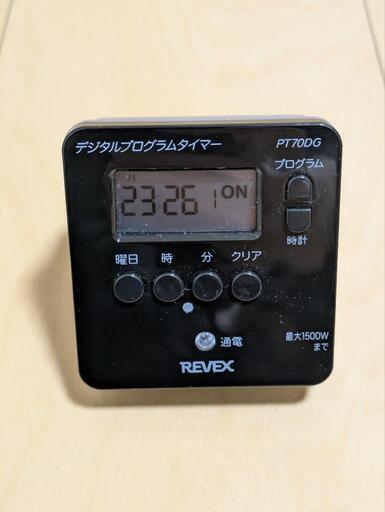 デジタルプログラムタイマー
PT70DG
プログラム
23 26 1 ON
時計
曜日 時 分 クリア
通電
最大1500W
まで
REVEX